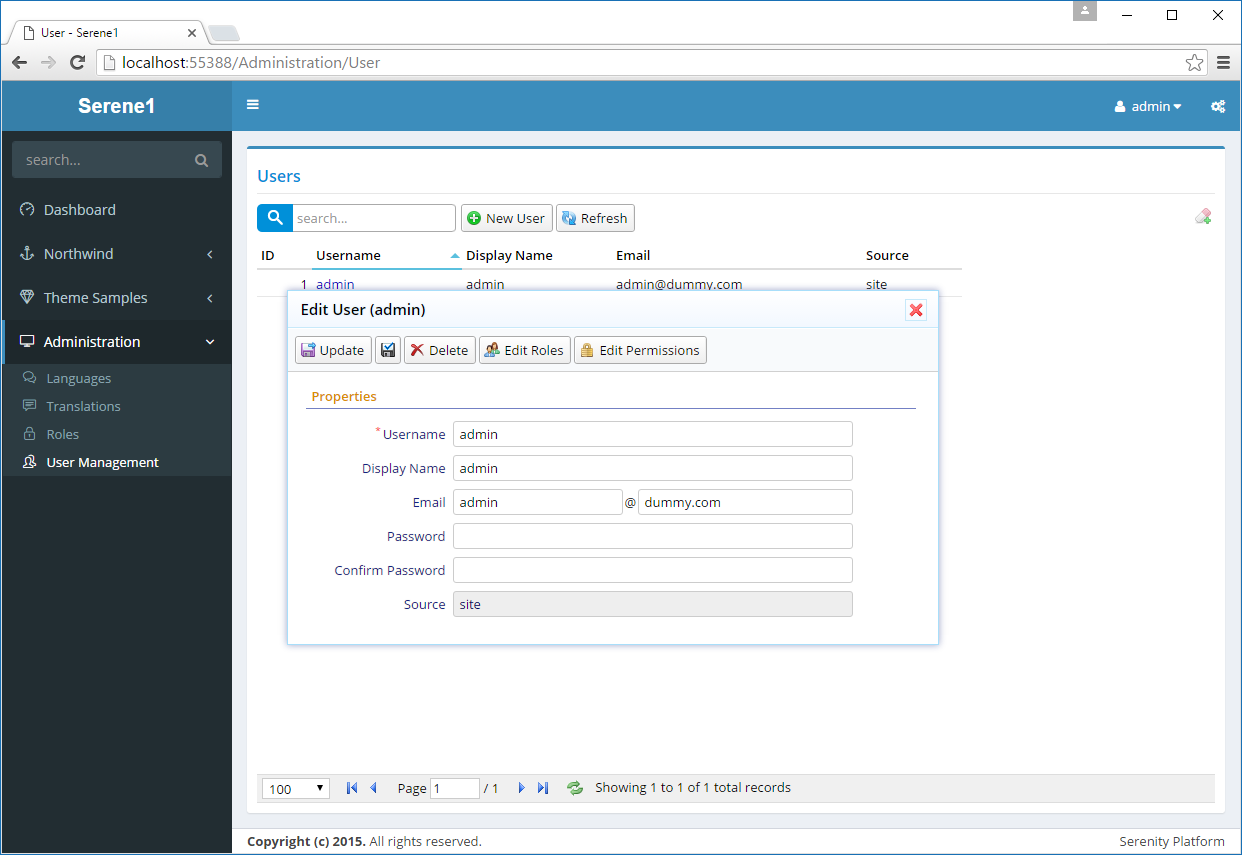 User - Serene1
localhost:55388/Administration/User
Serene1
admin
search...
Dashboard
Northwind
Theme Samples
Administration
Languages
Translations
Roles
User Management
Users
search... New User Refresh
ID Username Display Name Email Source
1 admin admin admin@dummy.com site
Edit User (admin)
Update Delete Edit Roles Edit Permissions
Properties
*Username admin
Display Name admin
Email admin @ dummy.com
Password
Confirm Password
Source site
100 Page 1 / 1 Showing 1 to 1 of 1 total records
Copyright (c) 2015. All rights reserved. Serenity Platform